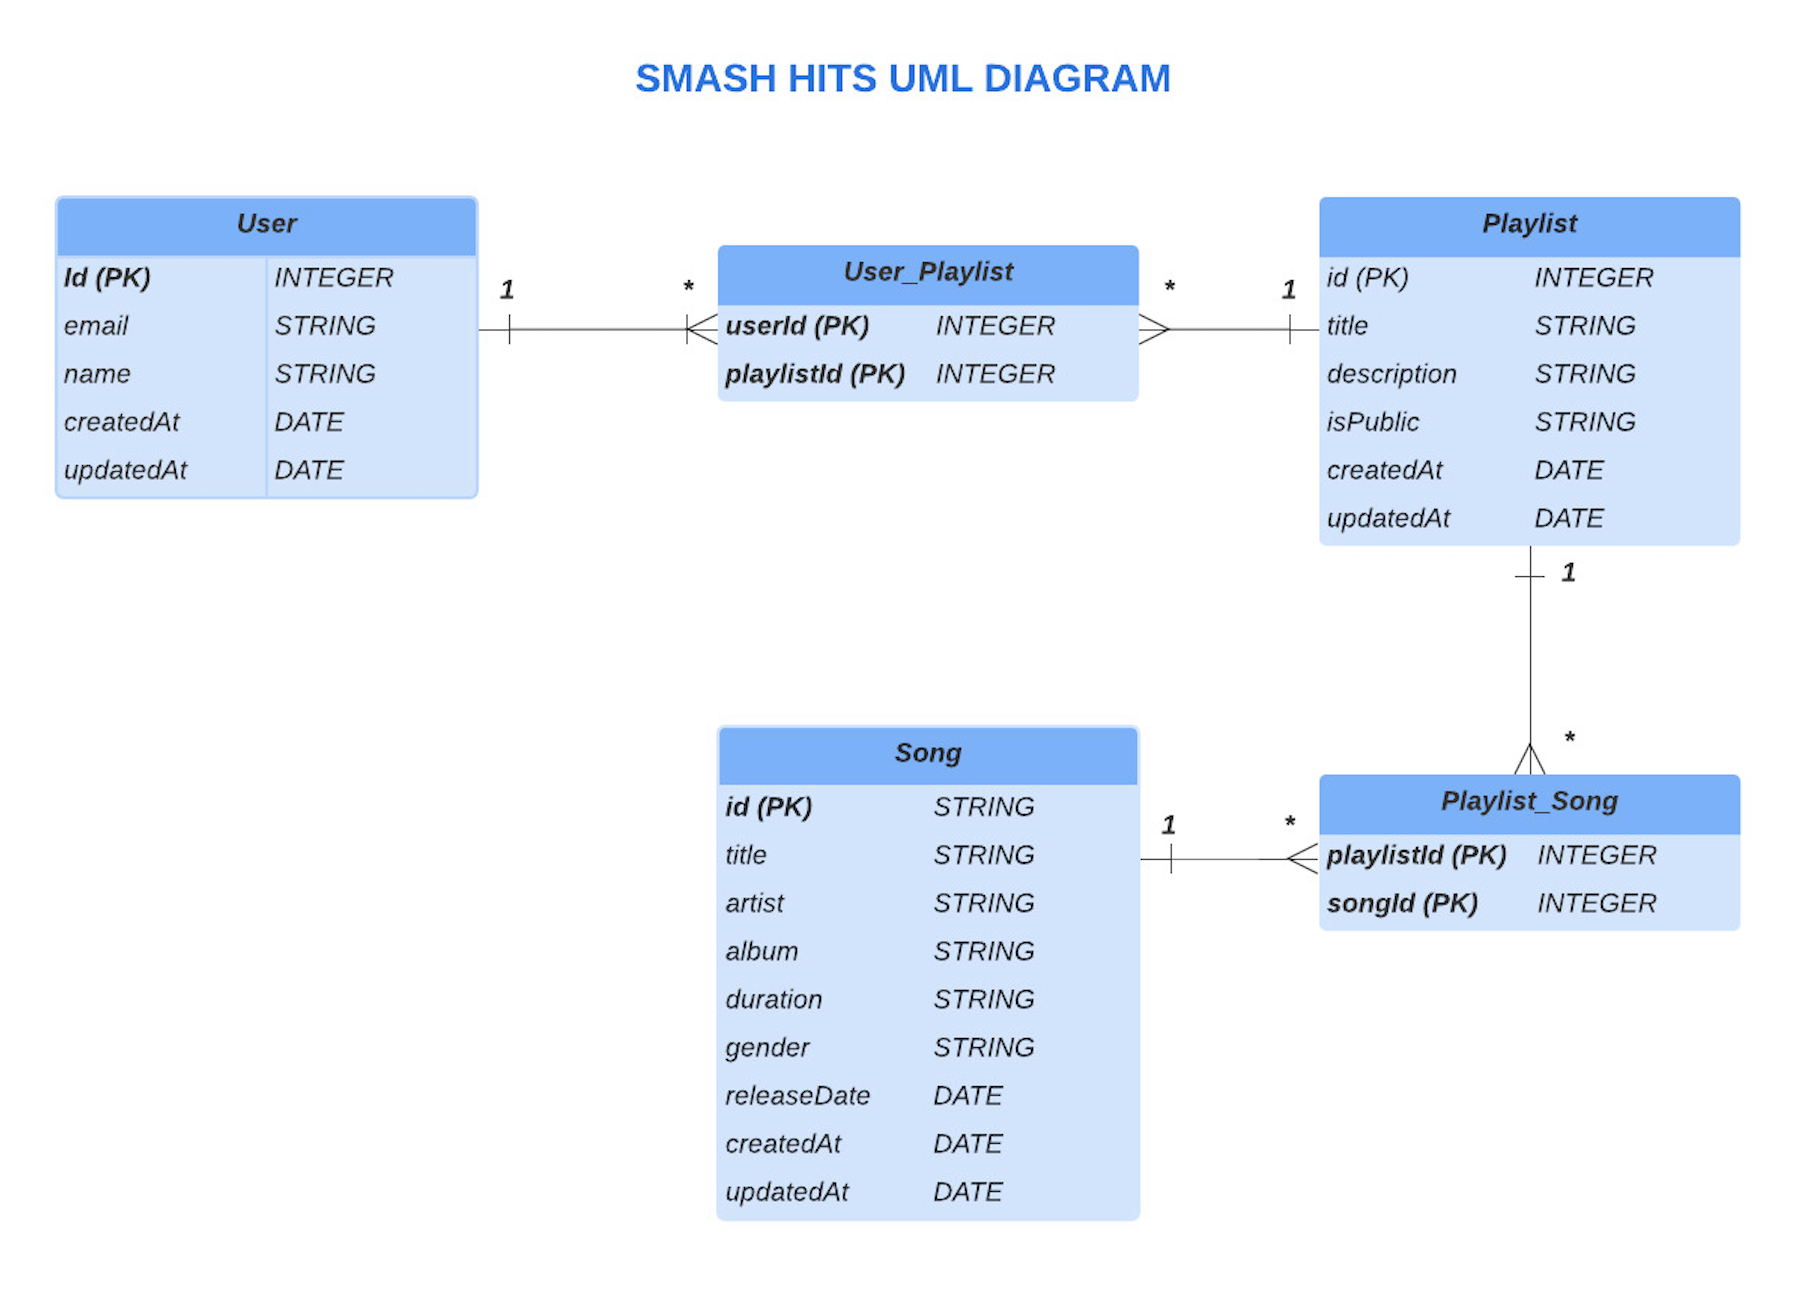 SMASH HITS UML DIAGRAM
User
Id (PK) INTEGER
email STRING
name STRING
createdAt DATE
updatedAt DATE
1 *
User_Playlist
userId (PK) INTEGER
playlistId (PK) INTEGER
* 1
Playlist
id (PK) INTEGER
title STRING
description STRING
isPublic STRING
createdAt DATE
updatedAt DATE
1
*
Song
id (PK) STRING
title STRING
artist STRING
album STRING
duration STRING
gender STRING
releaseDate DATE
createdAt DATE
updatedAt DATE
1 *
Playlist_Song
playlistId (PK) INTEGER
songId (PK) INTEGER